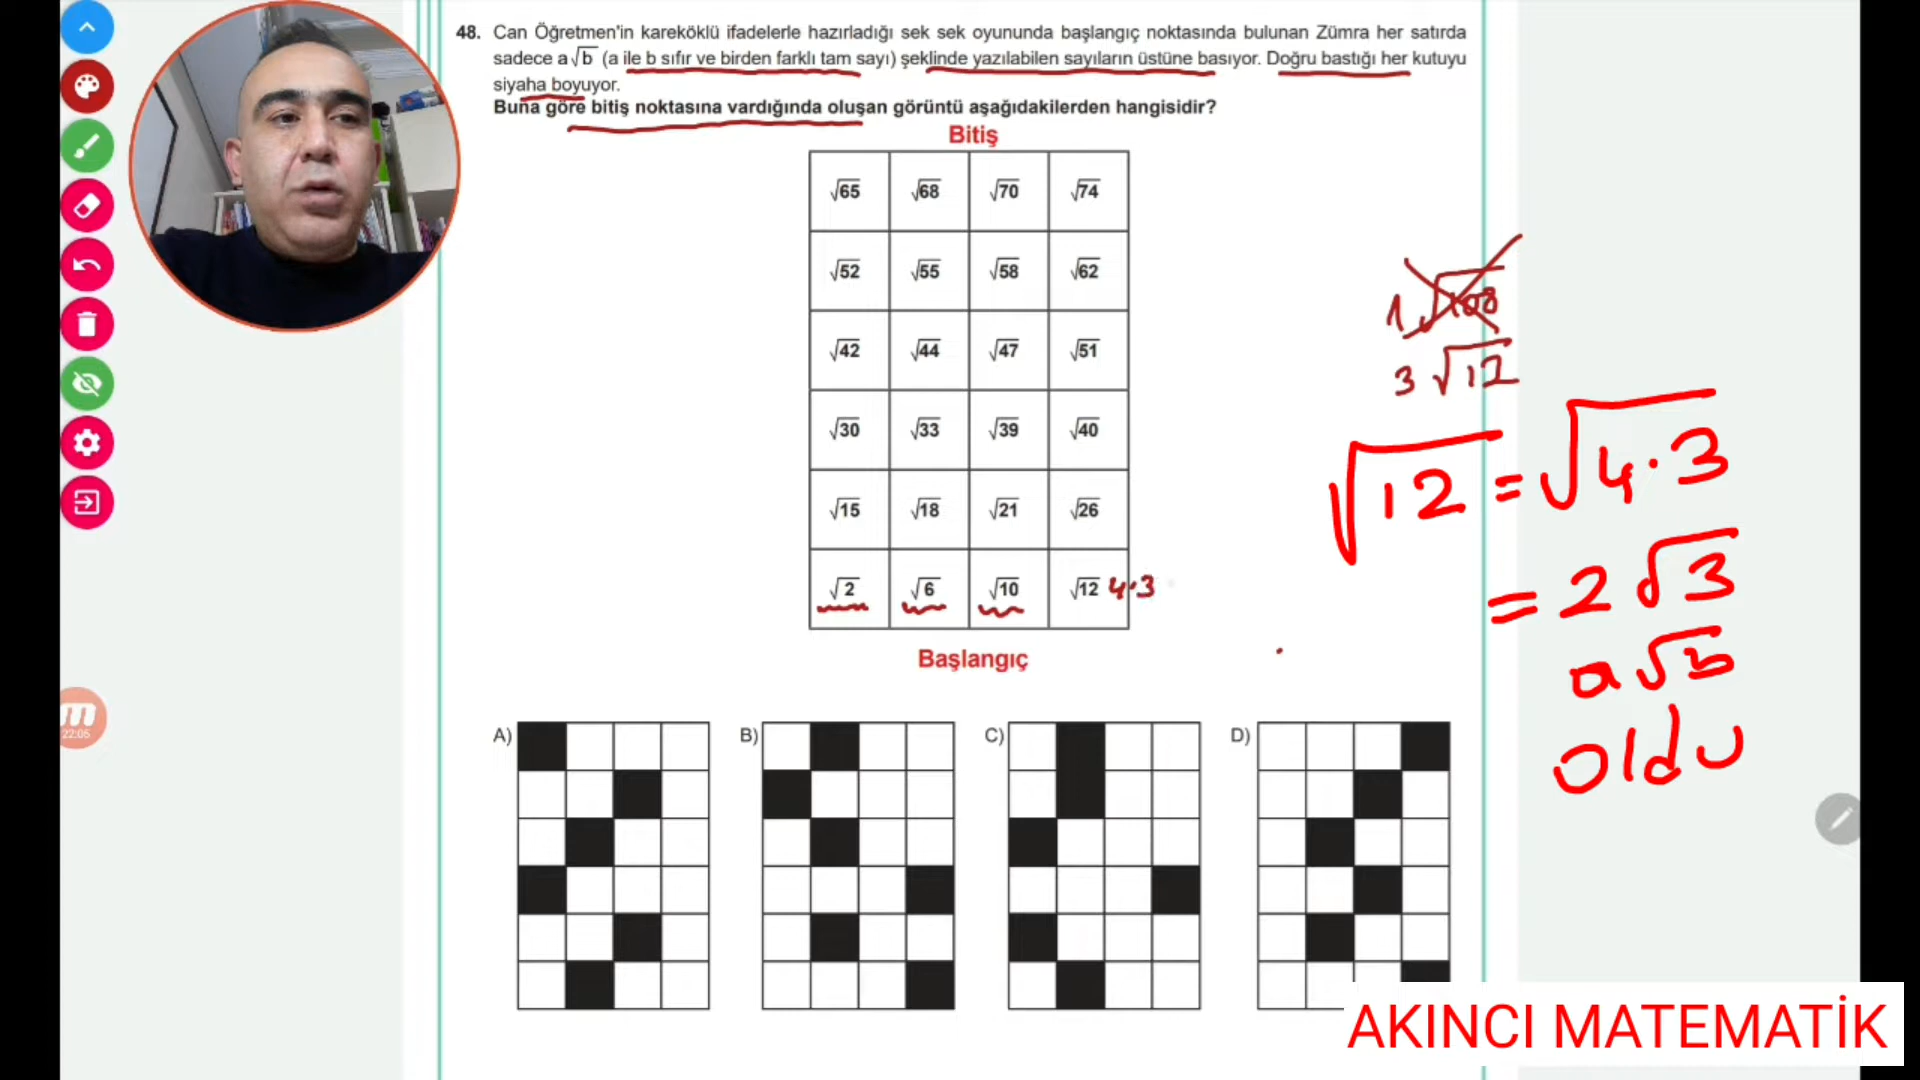 48. Can Öğretmen'in kareköklü ifadelerle hazırladığı sek sek oyununda başlangıç noktasında bulunan Zümra her satırda
sadece a√b (a ile b sıfır ve birden farklı tam sayı) şeklinde yazılabilen sayıların üstüne basıyor. Doğru bastığı her kutuyu
siyaha boyuyor.
Buna göre bitiş noktasına vardığında oluşan görüntü aşağıdakilerden hangisidir?
Bitiş
√65 √68 √70 √74
√52 √55 √58 √62
√42 √44 √47 √51
√30 √33 √39 √40
√15 √18 √21 √26
√2 √6 √10 √12 4·3
Başlangıç
1 √108
3 √12
√12 = √4·3
= 2√3
a√b
oldu
A) B) C) D)
m
22:05
AKINCI MATEMATİK